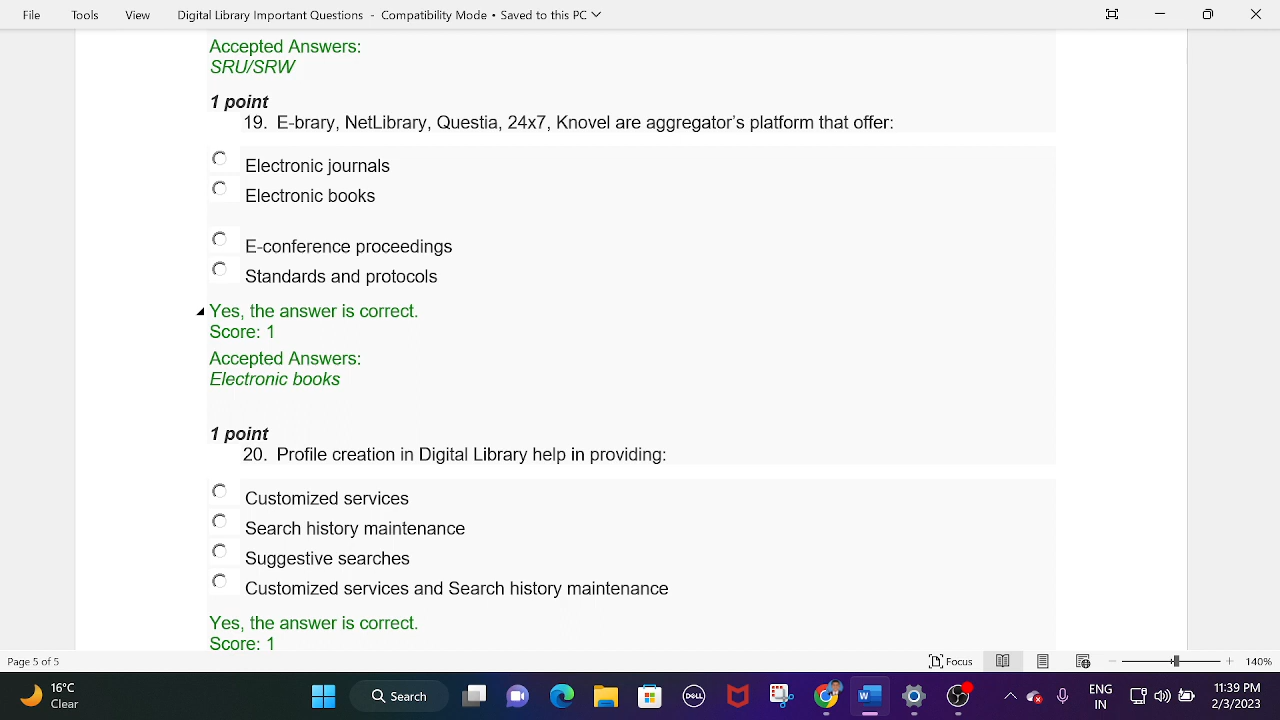 File Tools View Digital Library Important Questions - Compatibility Mode • Saved to this PC
Accepted Answers:
SRU/SRW
1 point
19. E-brary, NetLibrary, Questia, 24x7, Knovel are aggregator's platform that offer:
Electronic journals
Electronic books
E-conference proceedings
Standards and protocols
Yes, the answer is correct.
Score: 1
Accepted Answers:
Electronic books
1 point
20. Profile creation in Digital Library help in providing:
Customized services
Search history maintenance
Suggestive searches
Customized services and Search history maintenance
Yes, the answer is correct.
Score: 1
Page 5 of 5 Focus 140%
16°C
Clear
Search
DELL
W
ENG
IN
11:39 PM
2/3/2023